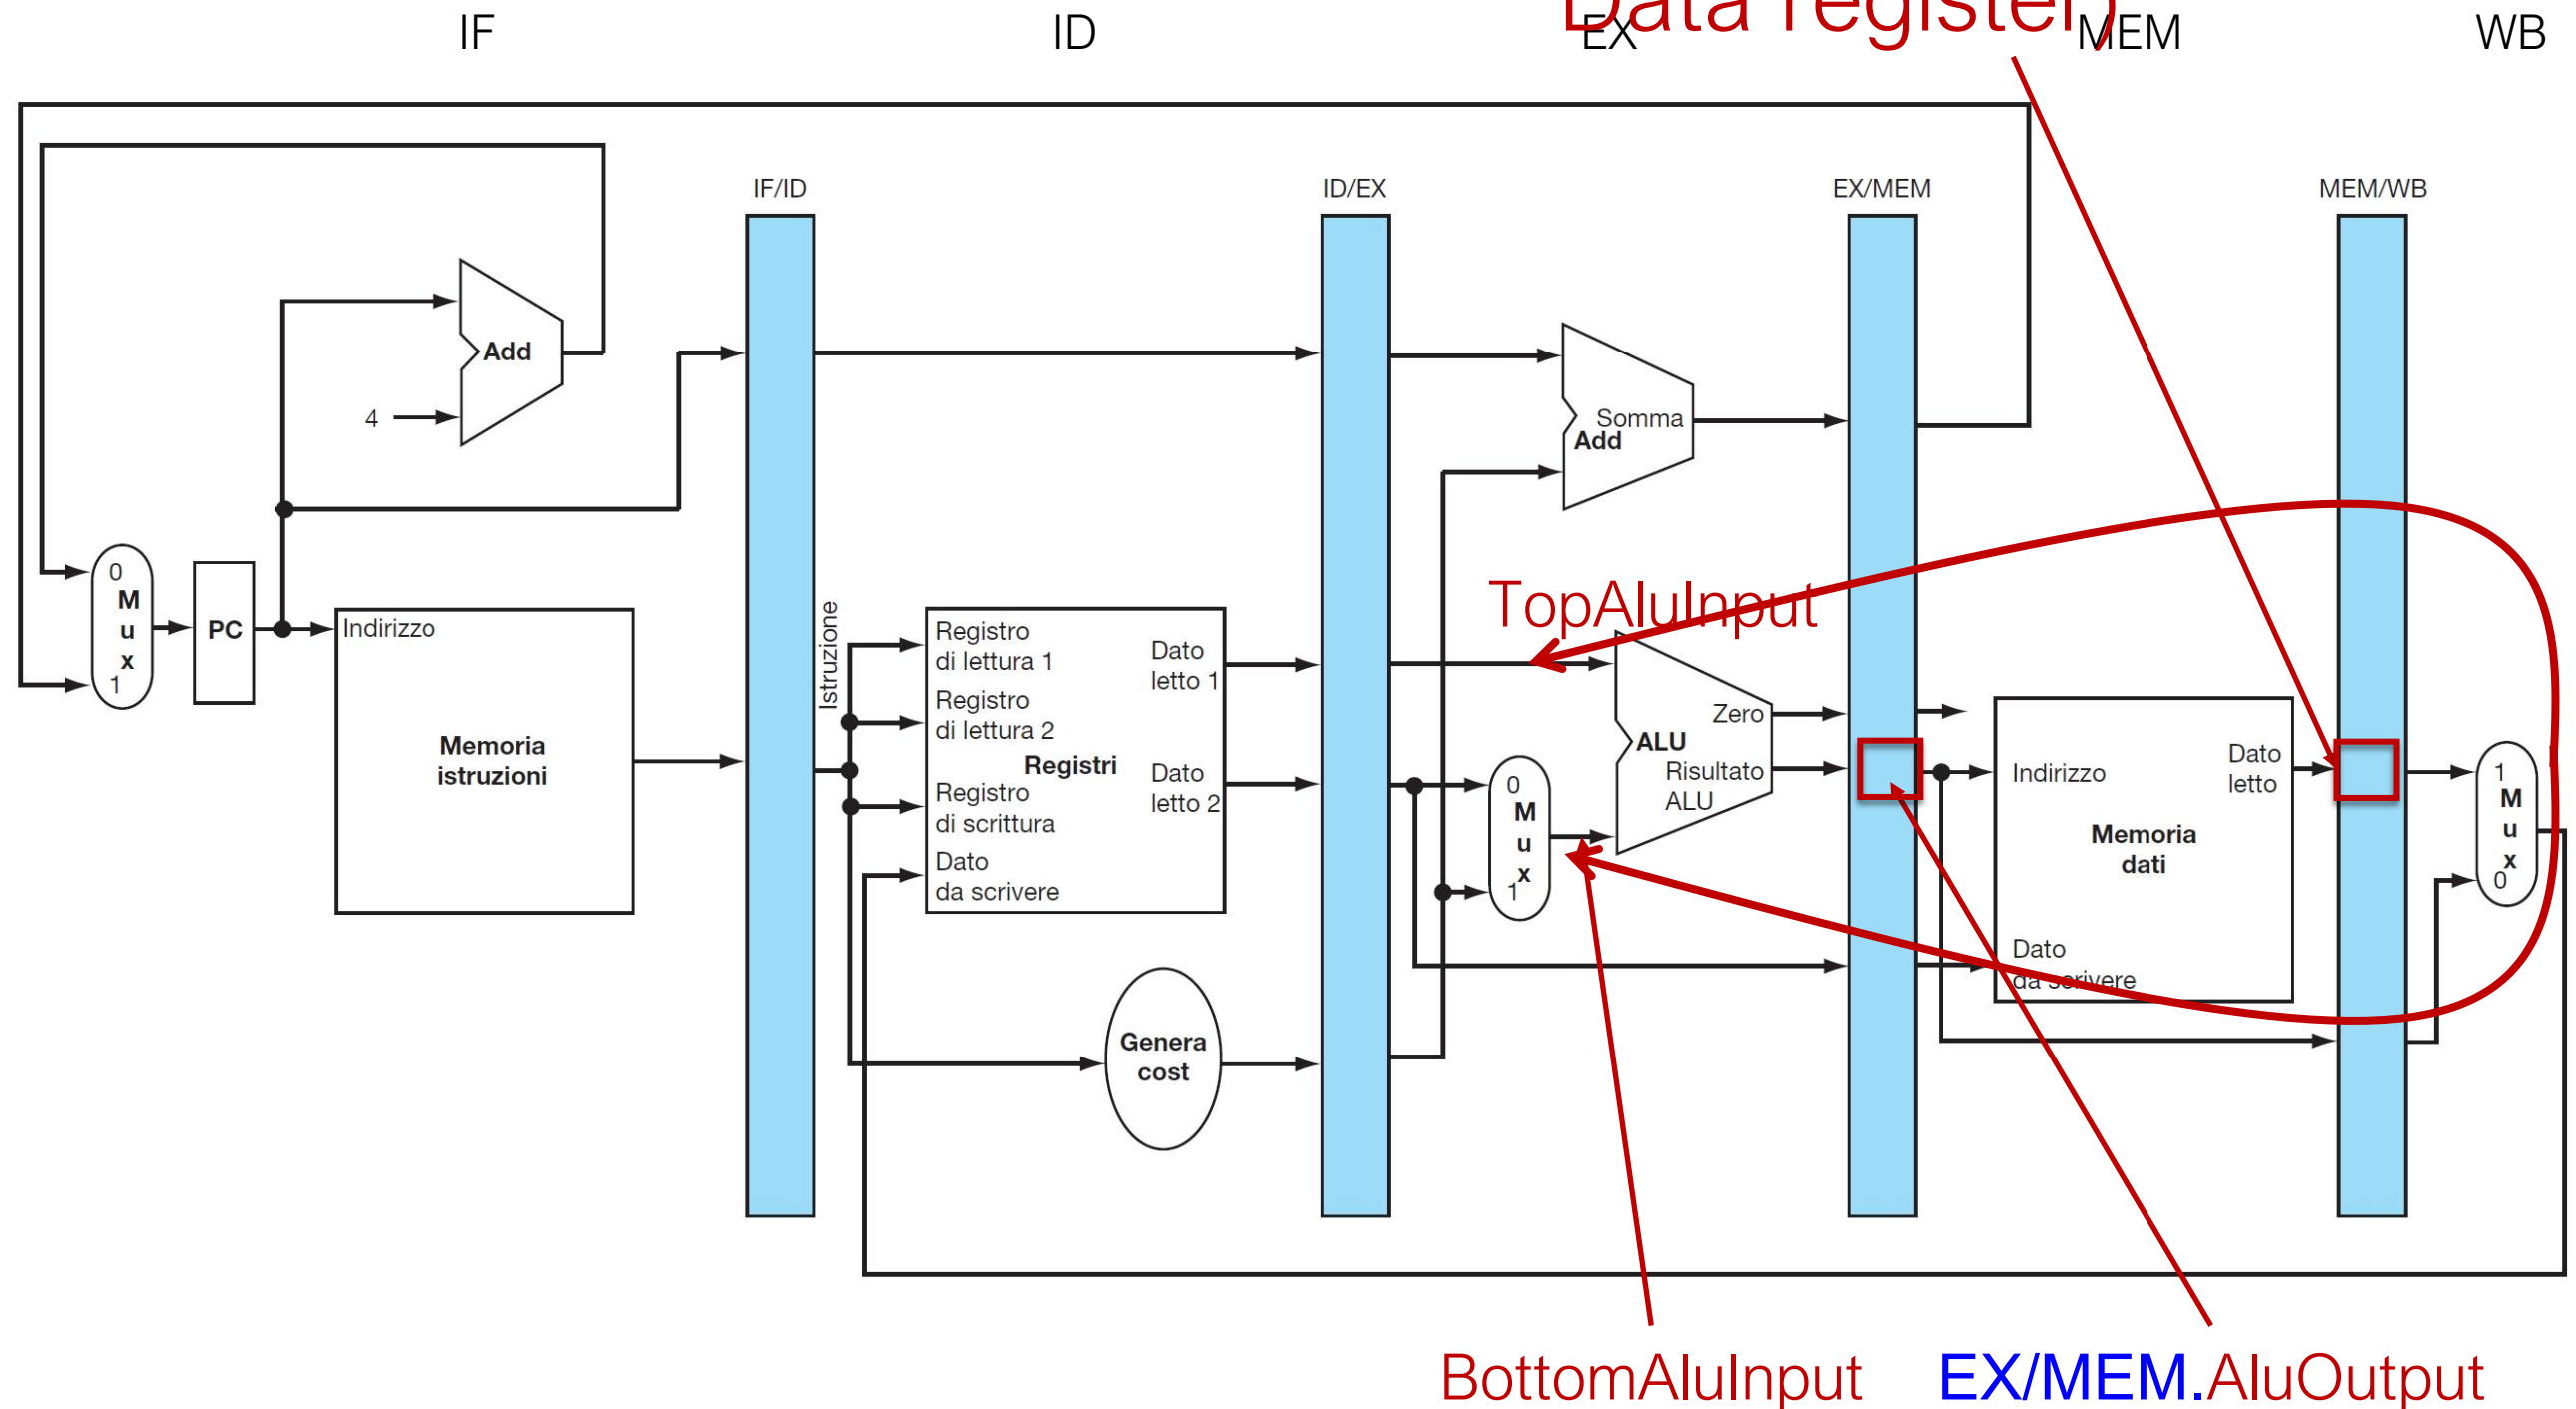 Data register)
IF
ID
EX
MEM
WB
IF/ID
ID/EX
EX/MEM
MEM/WB
Add
4
Somma
Add
0
M
u
x
1
PC
Indirizzo
Memoria
istruzioni
Istruzione
Registro
di lettura 1
Registro
di lettura 2
Registri
Registro
di scrittura
Dato
da scrivere
Dato
letto 1
Dato
letto 2
Genera
cost
TopAluInput
0
M
u
x
1
Zero
ALU
Risultato
ALU
Indirizzo
Dato
letto
Memoria
dati
Dato
da scrivere
1
M
u
x
0
BottomAluInput
EX/MEM.AluOutput